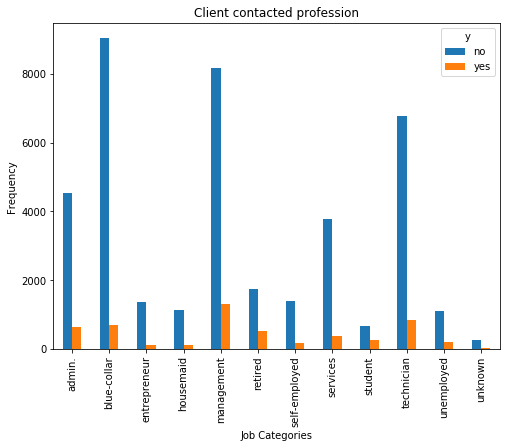 Client contacted profession
y
no
yes
Frequency
8000
6000
4000
2000
0
admin.
blue-collar
entrepreneur
housemaid
management
retired
self-employed
services
student
technician
unemployed
unknown
Job Categories